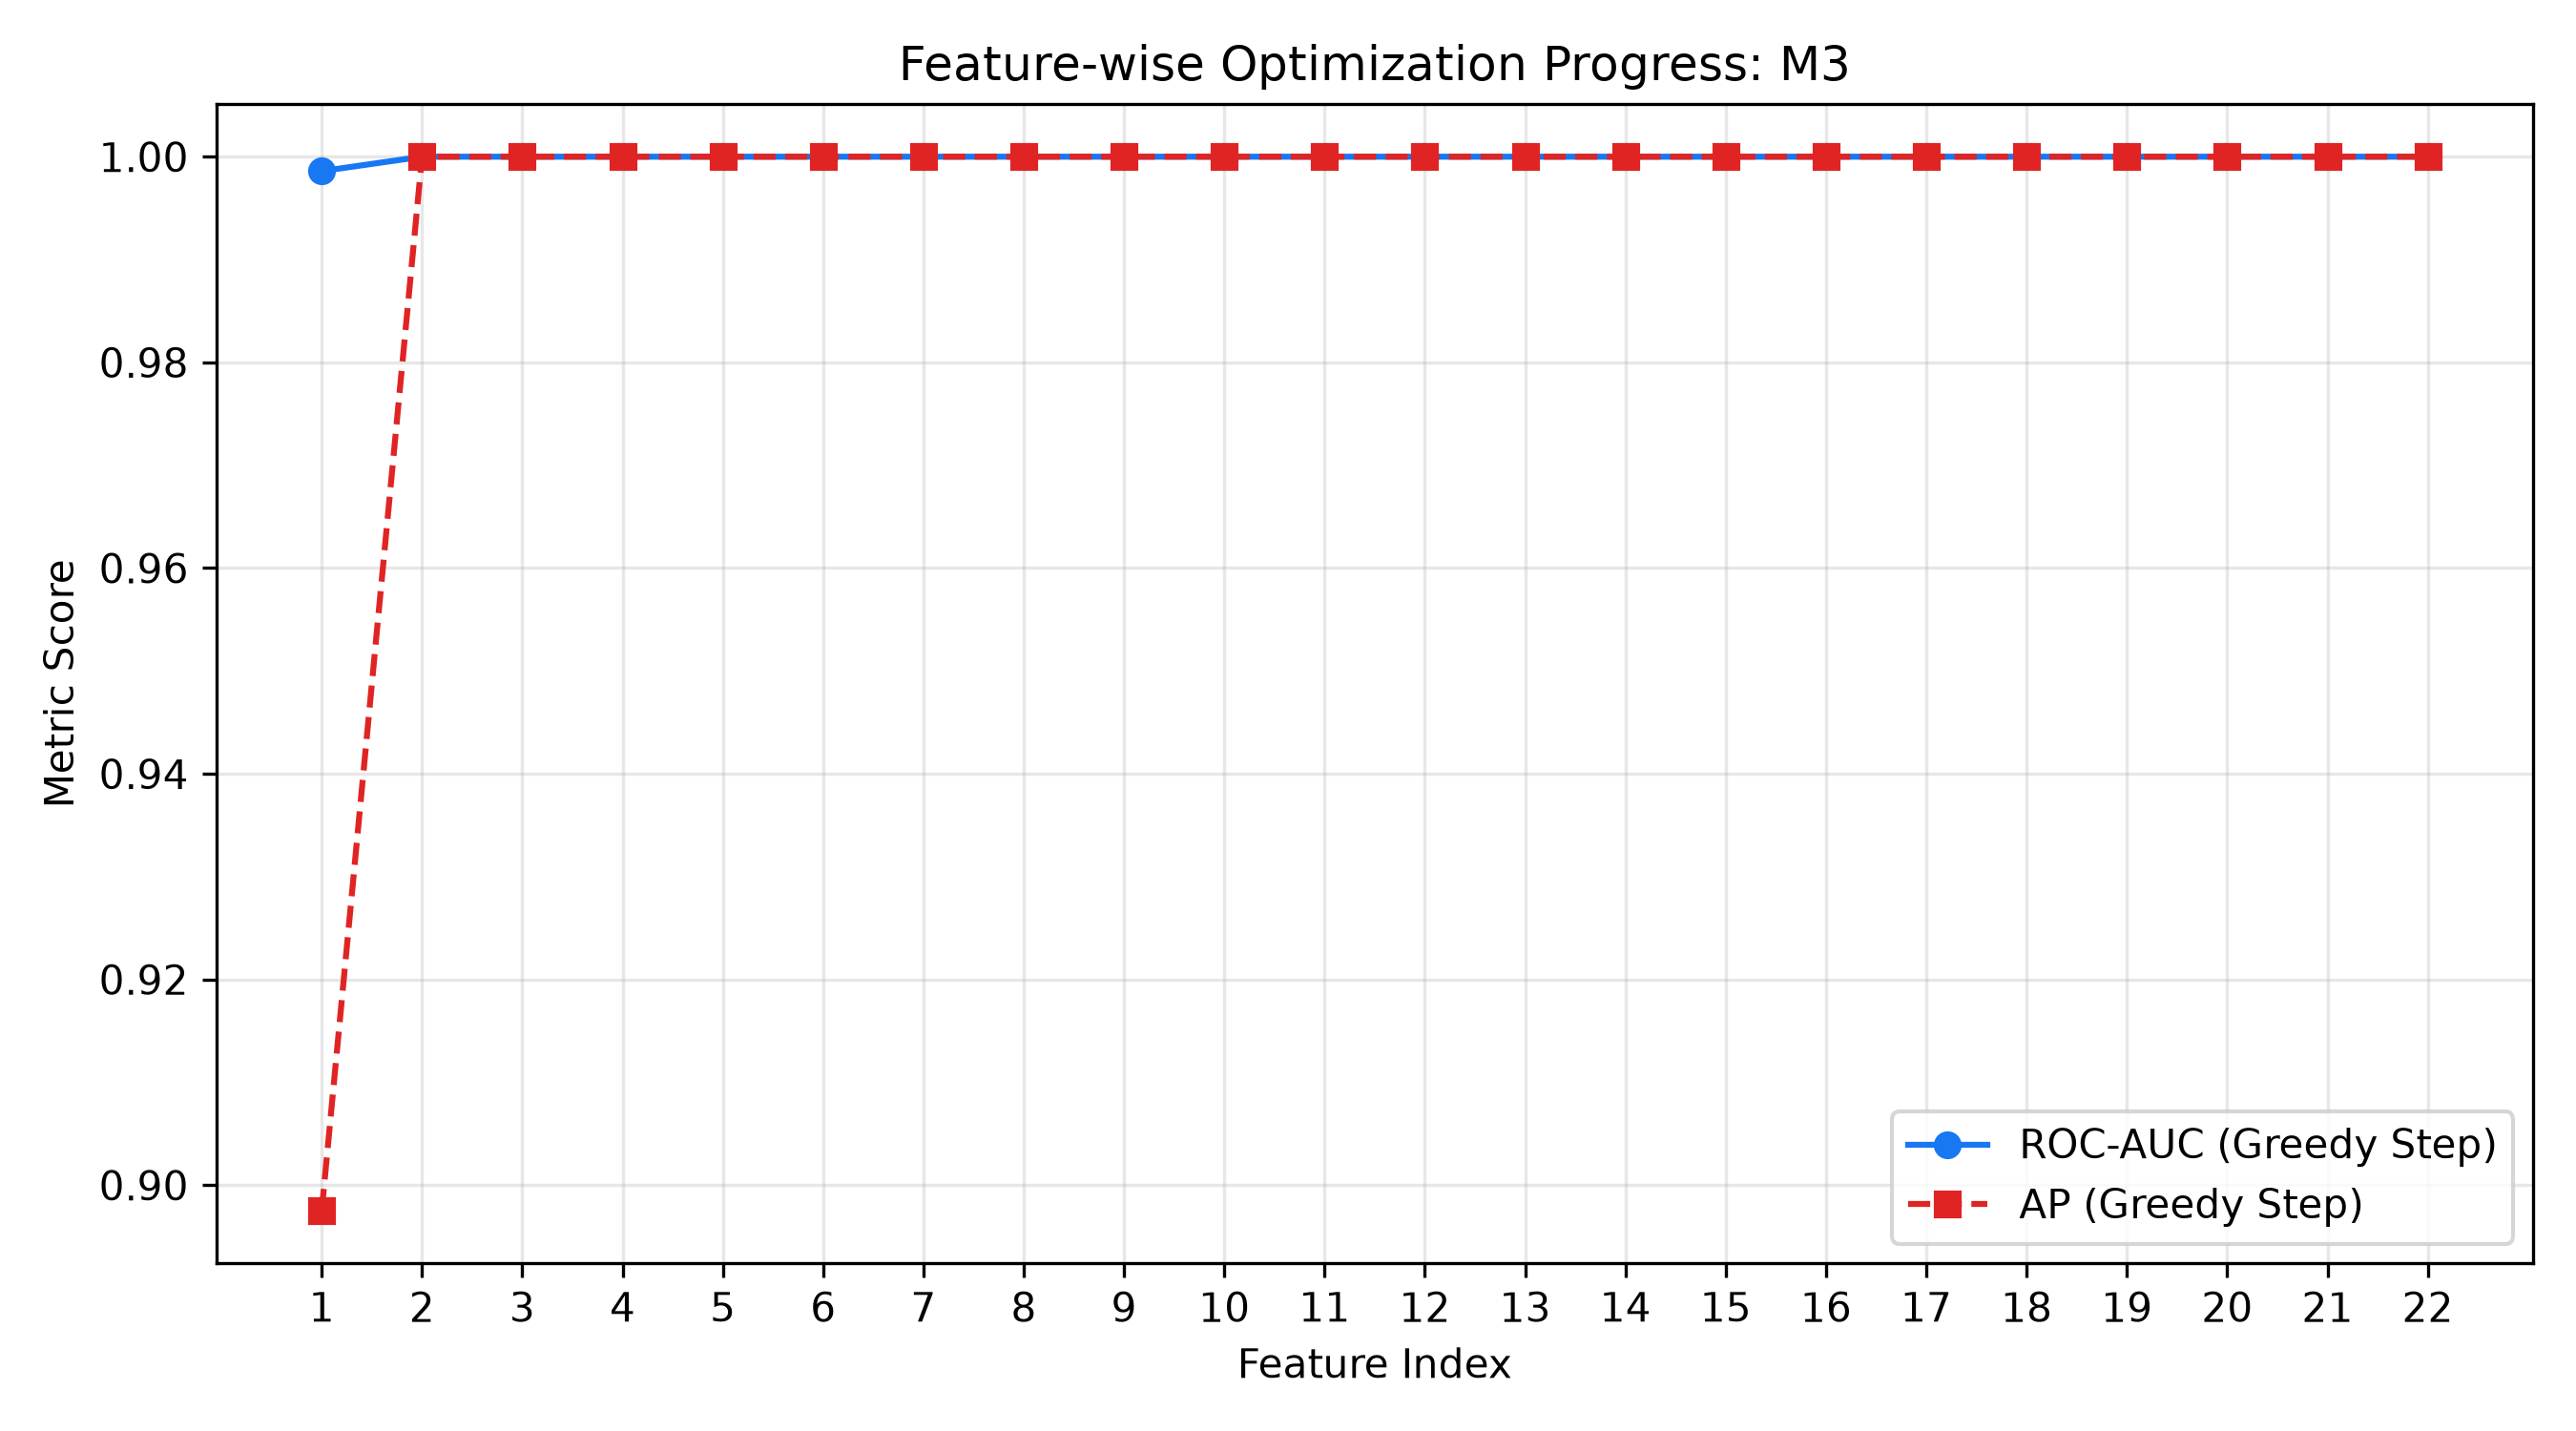 Feature-wise Optimization Progress: M3
1.00
0.98
0.96
0.94
0.92
0.90
Metric Score
ROC-AUC (Greedy Step)
AP (Greedy Step)
1 2 3 4 5 6 7 8 9 10 11 12 13 14 15 16 17 18 19 20 21 22
Feature Index